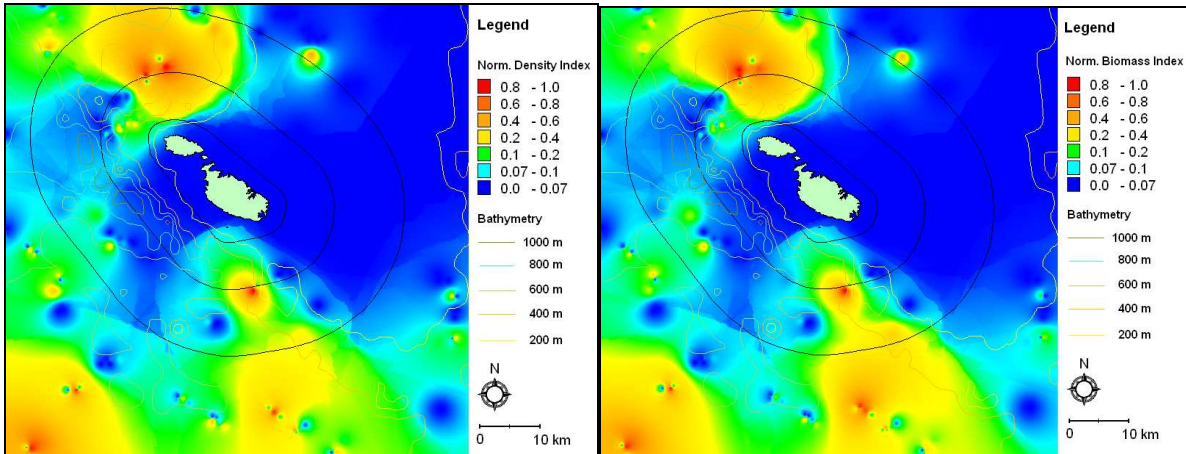 Legend
Norm. Density Index
0.8 - 1.0
0.6 - 0.8
0.4 - 0.6
0.2 - 0.4
0.1 - 0.2
0.07 - 0.1
0.0 - 0.07
Bathymetry
1000 m
800 m
600 m
400 m
200 m
N
0 10 km
Legend
Norm. Biomass Index
0.8 - 1.0
0.6 - 0.8
0.4 - 0.6
0.2 - 0.4
0.1 - 0.2
0.07 - 0.1
0.0 - 0.07
Bathymetry
1000 m
800 m
600 m
400 m
200 m
N
0 10 km